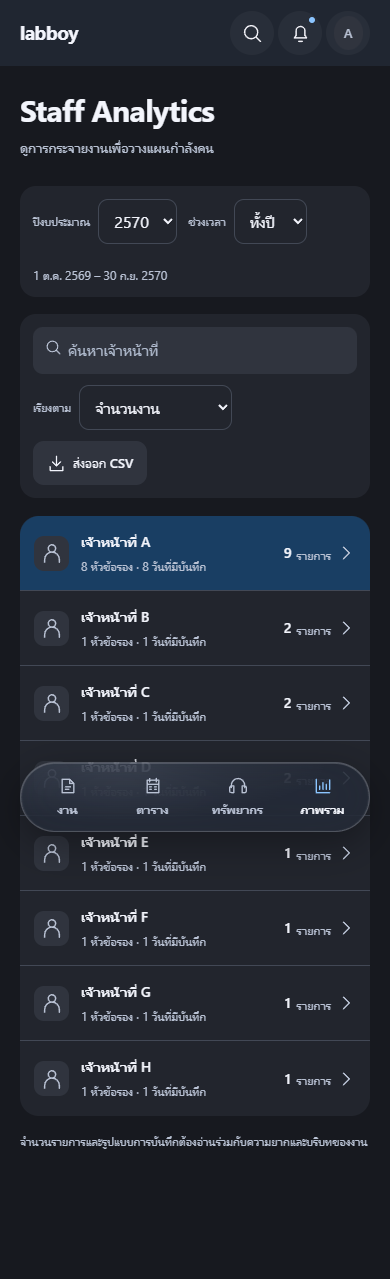 labboy
A
Staff Analytics
ดูการกระจายงานเพื่อวางแผนกำลังคน
ปีงบประมาณ 2570 ช่วงเวลา ทั้งปี
1 ต.ค. 2569 – 30 ก.ย. 2570
ค้นหาเจ้าหน้าที่
เรียงตาม จำนวนงาน
ส่งออก CSV
เจ้าหน้าที่ A
9 รายการ
8 หัวข้อรอง · 8 วันที่มีบันทึก
เจ้าหน้าที่ B
2 รายการ
1 หัวข้อรอง · 1 วันที่มีบันทึก
เจ้าหน้าที่ C
2 รายการ
1 หัวข้อรอง · 1 วันที่มีบันทึก
เจ้าหน้าที่ D
2 รายการ
งาน ตาราง ทรัพยากร ภาพรวม
เจ้าหน้าที่ E
1 รายการ
1 หัวข้อรอง · 1 วันที่มีบันทึก
เจ้าหน้าที่ F
1 รายการ
1 หัวข้อรอง · 1 วันที่มีบันทึก
เจ้าหน้าที่ G
1 รายการ
1 หัวข้อรอง · 1 วันที่มีบันทึก
เจ้าหน้าที่ H
1 รายการ
1 หัวข้อรอง · 1 วันที่มีบันทึก
จำนวนรายการและรูปแบบการบันทึกต้องอ่านร่วมกับความยากและบริบทของงาน